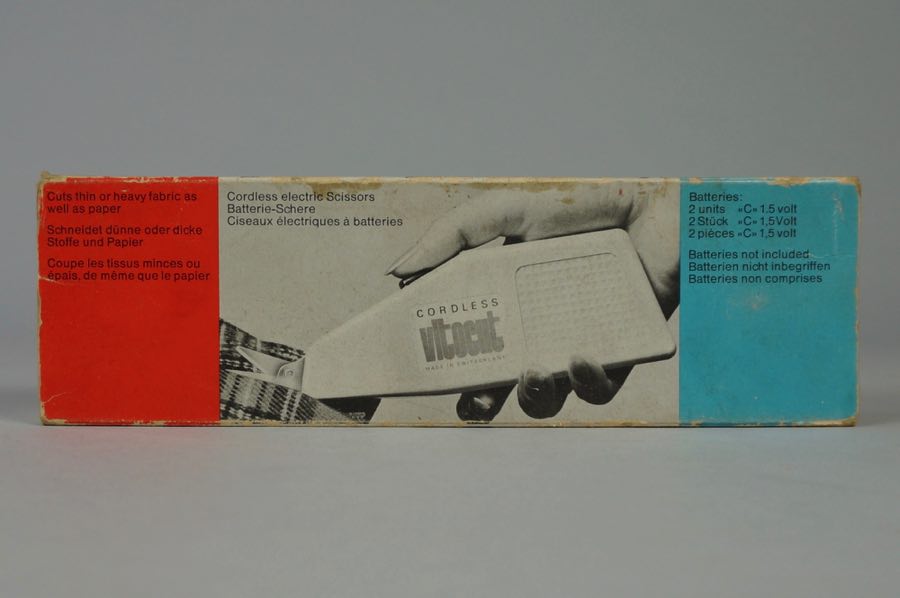 Cuts thin or heavy fabric as
well as paper
Schneidet dünne oder dicke
Stoffe und Papier
Coupe les tissus minces ou
épais, de même que le papier
Cordless electric Scissors
Batterie-Schere
Ciseaux électriques à batteries
CORDLESS
vitocut
MADE IN SWITZERLAND
Batteries:
2 units «C» 1.5 volt
2 Stück «C» 1,5 volt
2 pièces «C» 1,5 volt
Batteries not included
Batterien nicht inbegriffen
Batteries non comprises